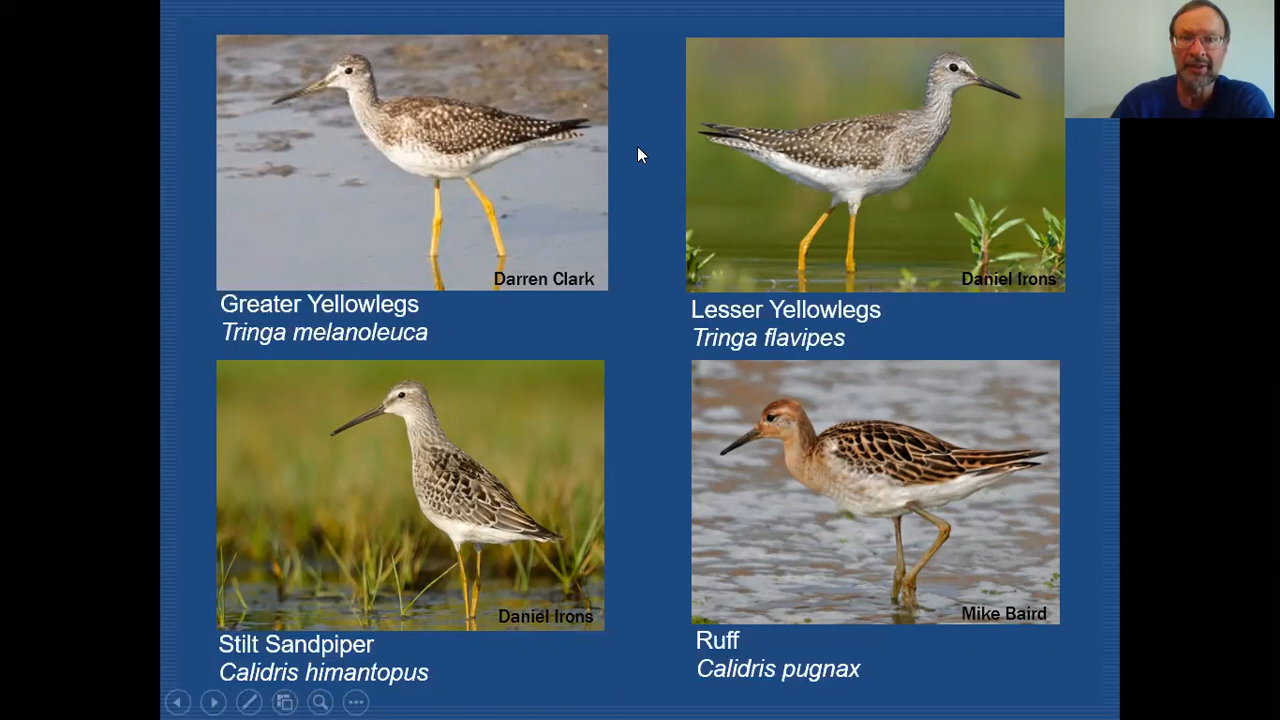 Darren Clark
Greater Yellowlegs
Tringa melanoleuca
Daniel Irons
Lesser Yellowlegs
Tringa flavipes
Daniel Irons
Stilt Sandpiper
Calidris himantopus
Mike Baird
Ruff
Calidris pugnax